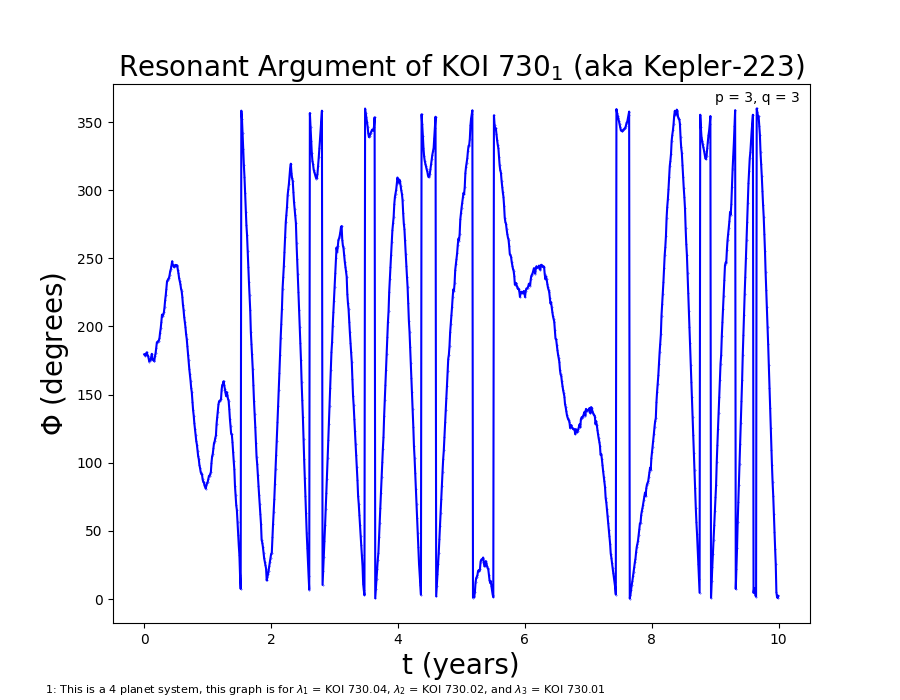 Resonant Argument of KOI 730₁ (aka Kepler-223)
p = 3, q = 3
350
300
250
200
150
100
50
0
Φ (degrees)
0 2 4 6 8 10
t (years)
1: This is a 4 planet system, this graph is for λ₁ = KOI 730.04, λ₂ = KOI 730.02, and λ₃ = KOI 730.01